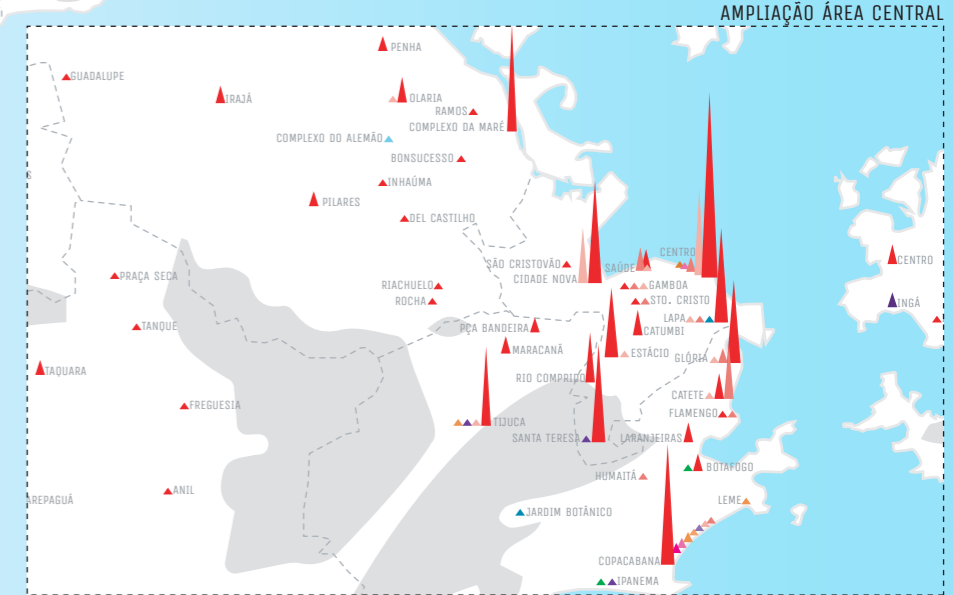 AMPLIAÇÃO ÁREA CENTRAL
PENHA
GUADALUPE
IRAJÁ
OLARIA
RAMOS
COMPLEXO DA MARÉ
COMPLEXO DO ALEMÃO
BONSUCESSO
S
INHAÚMA
PILARES
DEL CASTILHO
CENTRO
SÃO CRISTOVÃO
SAÚDE
CENTRO
PRAÇA SECA
CIDADE NOVA
RIACHUELO
GAMBOA
ROCHA
STO. CRISTO
INGÁ
LAPA
TANQUE
PÇA BANDEIRA
CATUMBI
MARACANÃ
ESTÁCIO
GLÓRIA
TAQUARA
RIO COMPRIDO
CATETE
FREGUESIA
FLAMENGO
TIJUCA
SANTA TERESA
LARANJEIRAS
BOTAFOGO
HUMAITÁ
ANIL
AREPAGUÁ
LEME
JARDIM BOTÂNICO
COPACABANA
IPANEMA